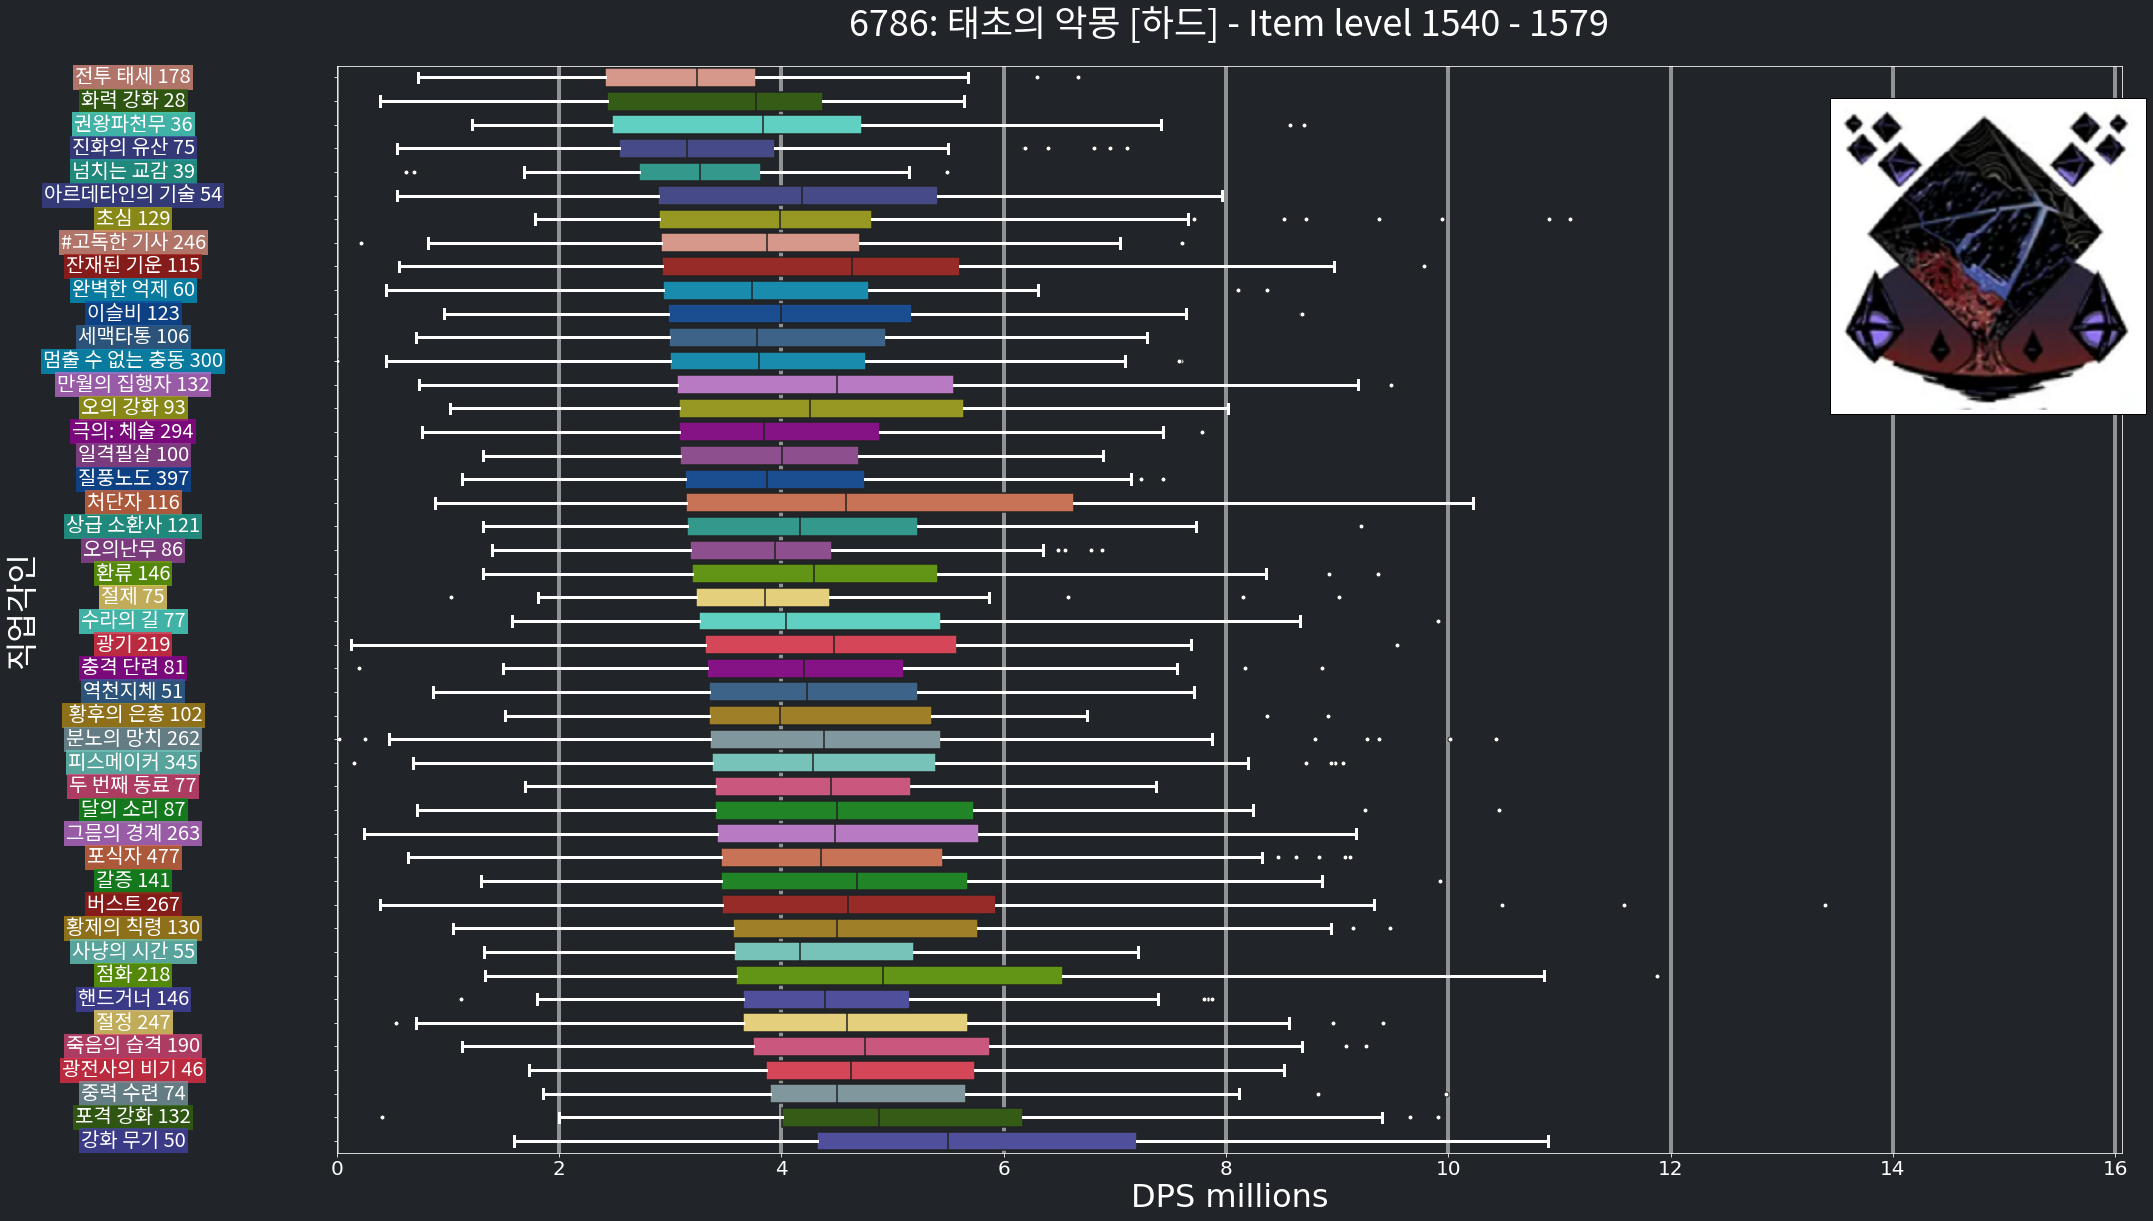 6786: 태초의 악몽 [하드] - Item level 1540 - 1579
전투 태세 178
화력 강화 28
권왕파천무 36
진화의 유산 75
넘치는 교감 39
아르데타인의 기술 54
초심 129
#고독한 기사 246
잔재된 기운 115
완벽한 억제 60
이슬비 123
세맥타통 106
멈출 수 없는 충동 300
만월의 집행자 132
오의 강화 93
극의: 체술 294
일격필살 100
질풍노도 397
처단자 116
상급 소환사 121
오의난무 86
환류 146
절제 75
수라의 길 77
광기 219
충격 단련 81
역천지체 51
황후의 은총 102
분노의 망치 262
피스메이커 345
두 번째 동료 77
달의 소리 87
그믐의 경계 263
포식자 477
갈증 141
버스트 267
황제의 칙령 130
사냥의 시간 55
점화 218
핸드거너 146
절정 247
죽음의 습격 190
광전사의 비기 46
중력 수련 74
포격 강화 132
강화 무기 50
직업각인
0 2 4 6 8 10 12 14 16
DPS millions